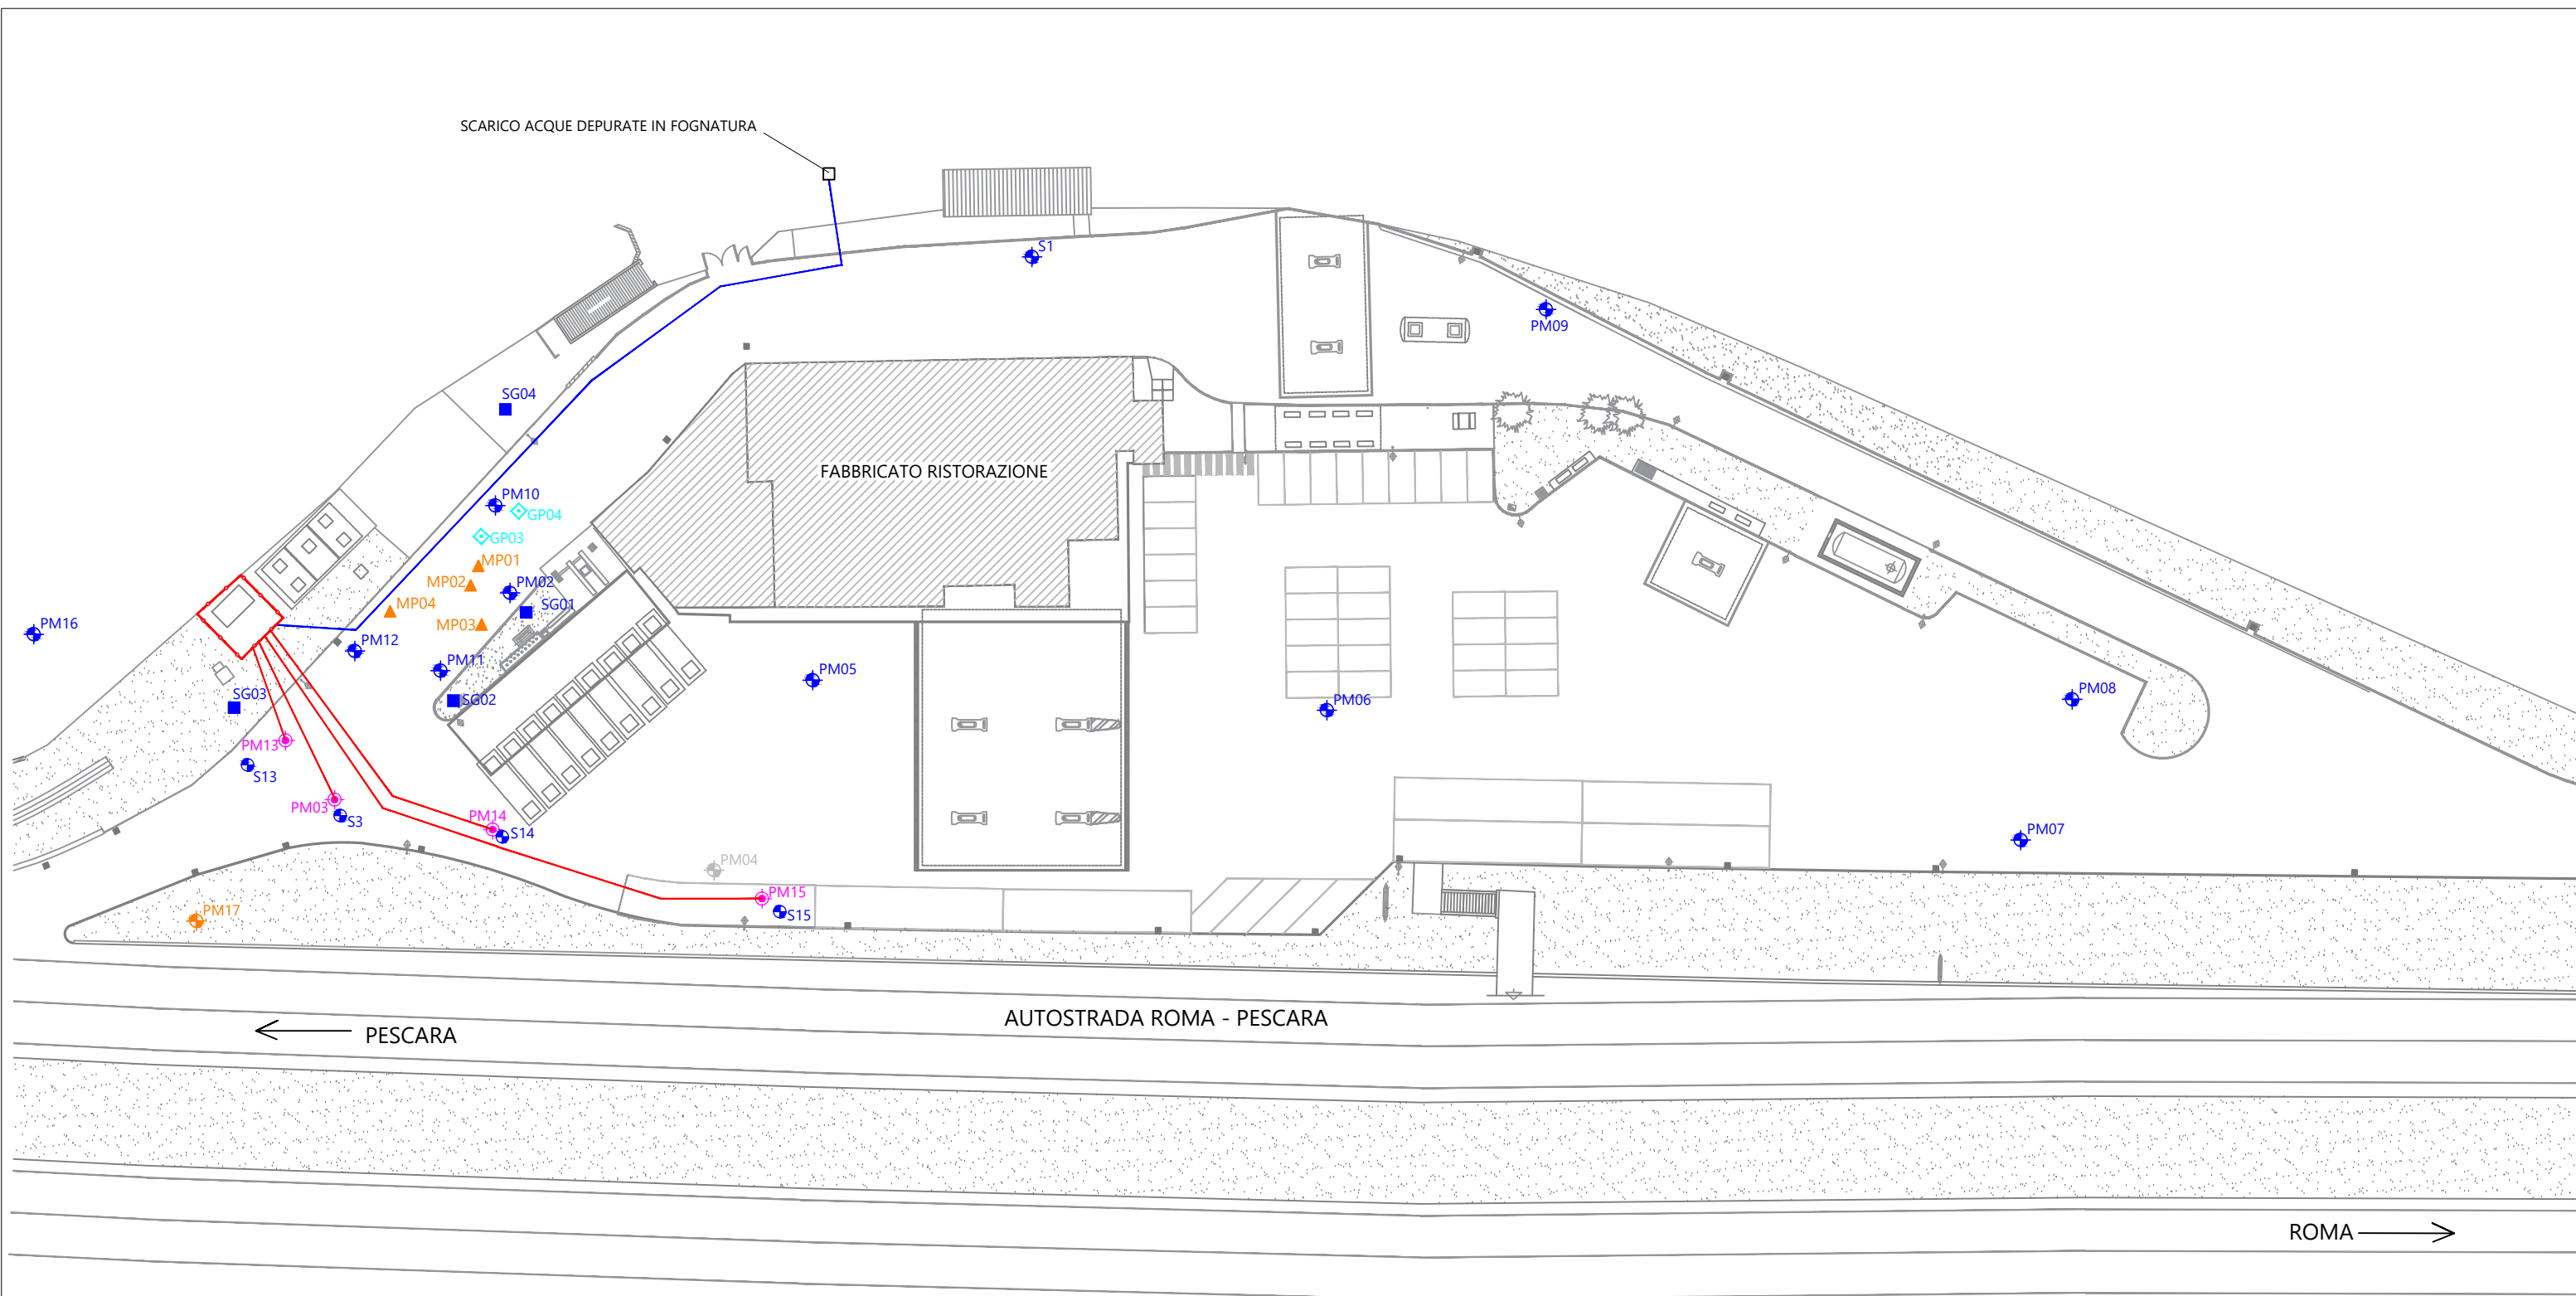 SCARICO ACQUE DEPURATE IN FOGNATURA
S1
PM09
SG04
FABBRICATO RISTORAZIONE
PM10
GP04
GP03
MP01
MP02
PM02
MP04
SG01
MP03
PM16
PM12
PM11
PM05
SG03
SG02
PM06
PM08
PM13
S13
PM03
S3
PM14
S14
PM07
PM04
PM15
S15
PM17
AUTOSTRADA ROMA - PESCARA
PESCARA
ROMA